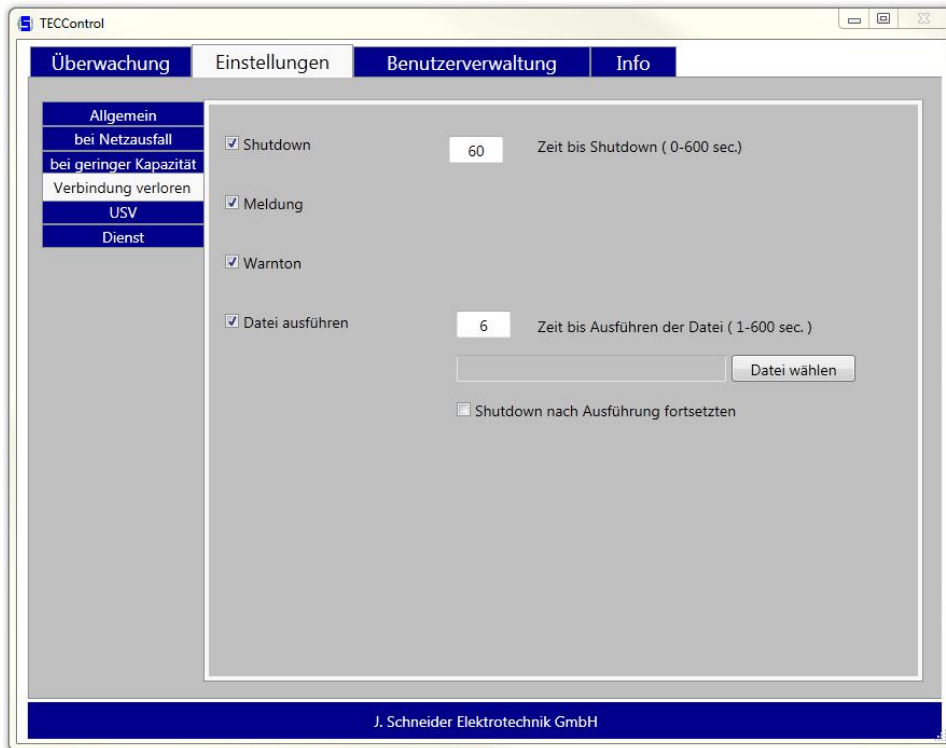 TECControl
Überwachung Einstellungen Benutzerverwaltung Info
Allgemein
bei Netzausfall
bei geringer Kapazität
Verbindung verloren
USV
Dienst
Shutdown 60 Zeit bis Shutdown ( 0-600 sec.)
Meldung
Warnton
Datei ausführen 6 Zeit bis Ausführen der Datei ( 1-600 sec. )
Datei wählen
Shutdown nach Ausführung fortsetzten
J. Schneider Elektrotechnik GmbH